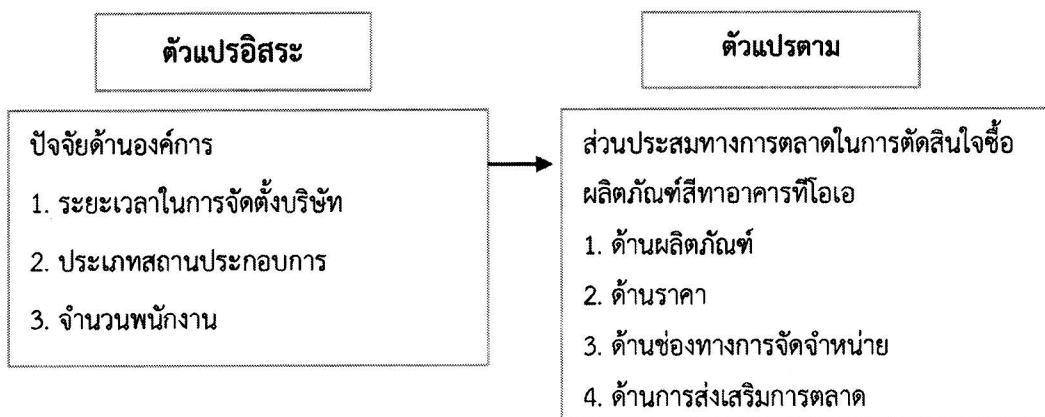 ตัวแปรอิสระ
ปัจจัยด้านองค์การ
1. ระยะเวลาในการจัดตั้งบริษัท
2. ประเภทสถานประกอบการ
3. จำนวนพนักงาน
ตัวแปรตาม
ส่วนประสมทางการตลาดในการตัดสินใจซื้อ
ผลิตภัณฑ์สีทาอาคารทีโอเอ
1. ด้านผลิตภัณฑ์
2. ด้านราคา
3. ด้านช่องทางการจัดจำหน่าย
4. ด้านการส่งเสริมการตลาด